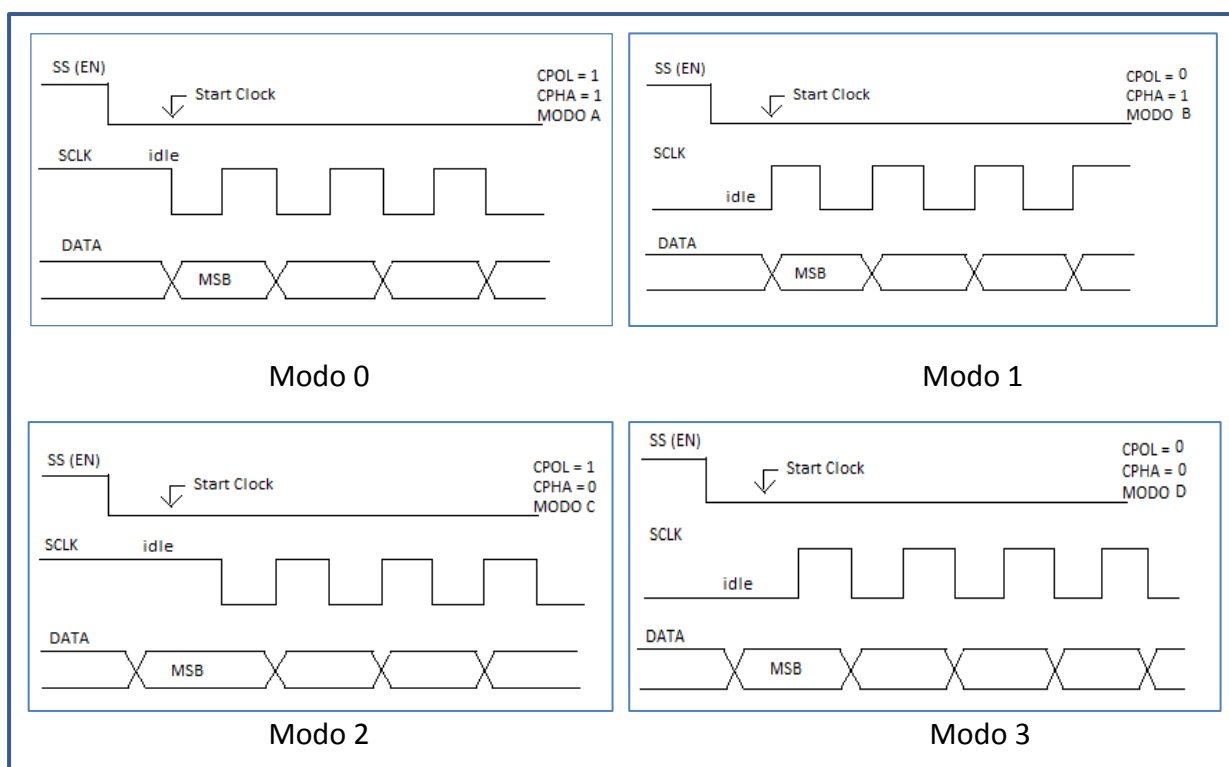 SS (EN)
Start Clock
CPOL = 1
CPHA = 1
MODO A
SCLK
idle
DATA
MSB
Modo 0
SS (EN)
Start Clock
CPOL = 0
CPHA = 1
MODO B
SCLK
idle
DATA
MSB
Modo 1
SS (EN)
Start Clock
CPOL = 1
CPHA = 0
MODO C
SCLK
idle
DATA
MSB
Modo 2
SS (EN)
Start Clock
CPOL = 0
CPHA = 0
MODO D
SCLK
idle
DATA
MSB
Modo 3